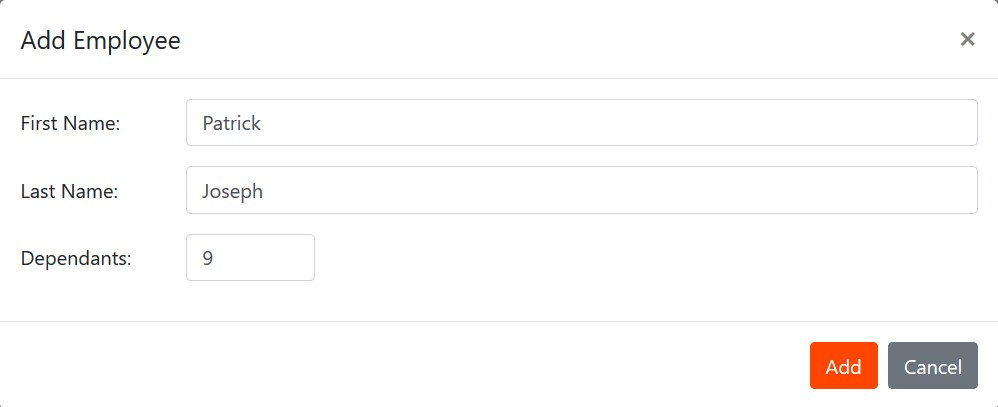 Add Employee ×
First Name: Patrick
Last Name: Joseph
Dependants: 9
Add Cancel